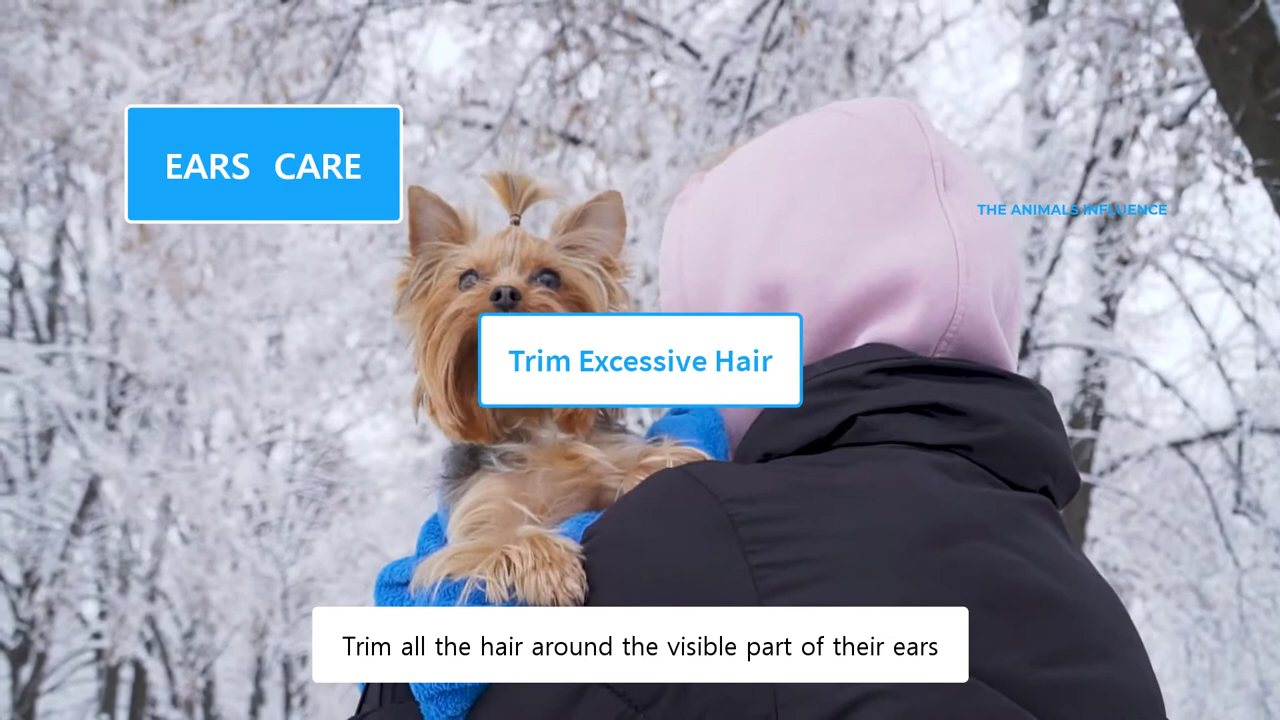 EARS CARE
THE ANIMALS INFLUENCE
Trim Excessive Hair
Trim all the hair around the visible part of their ears